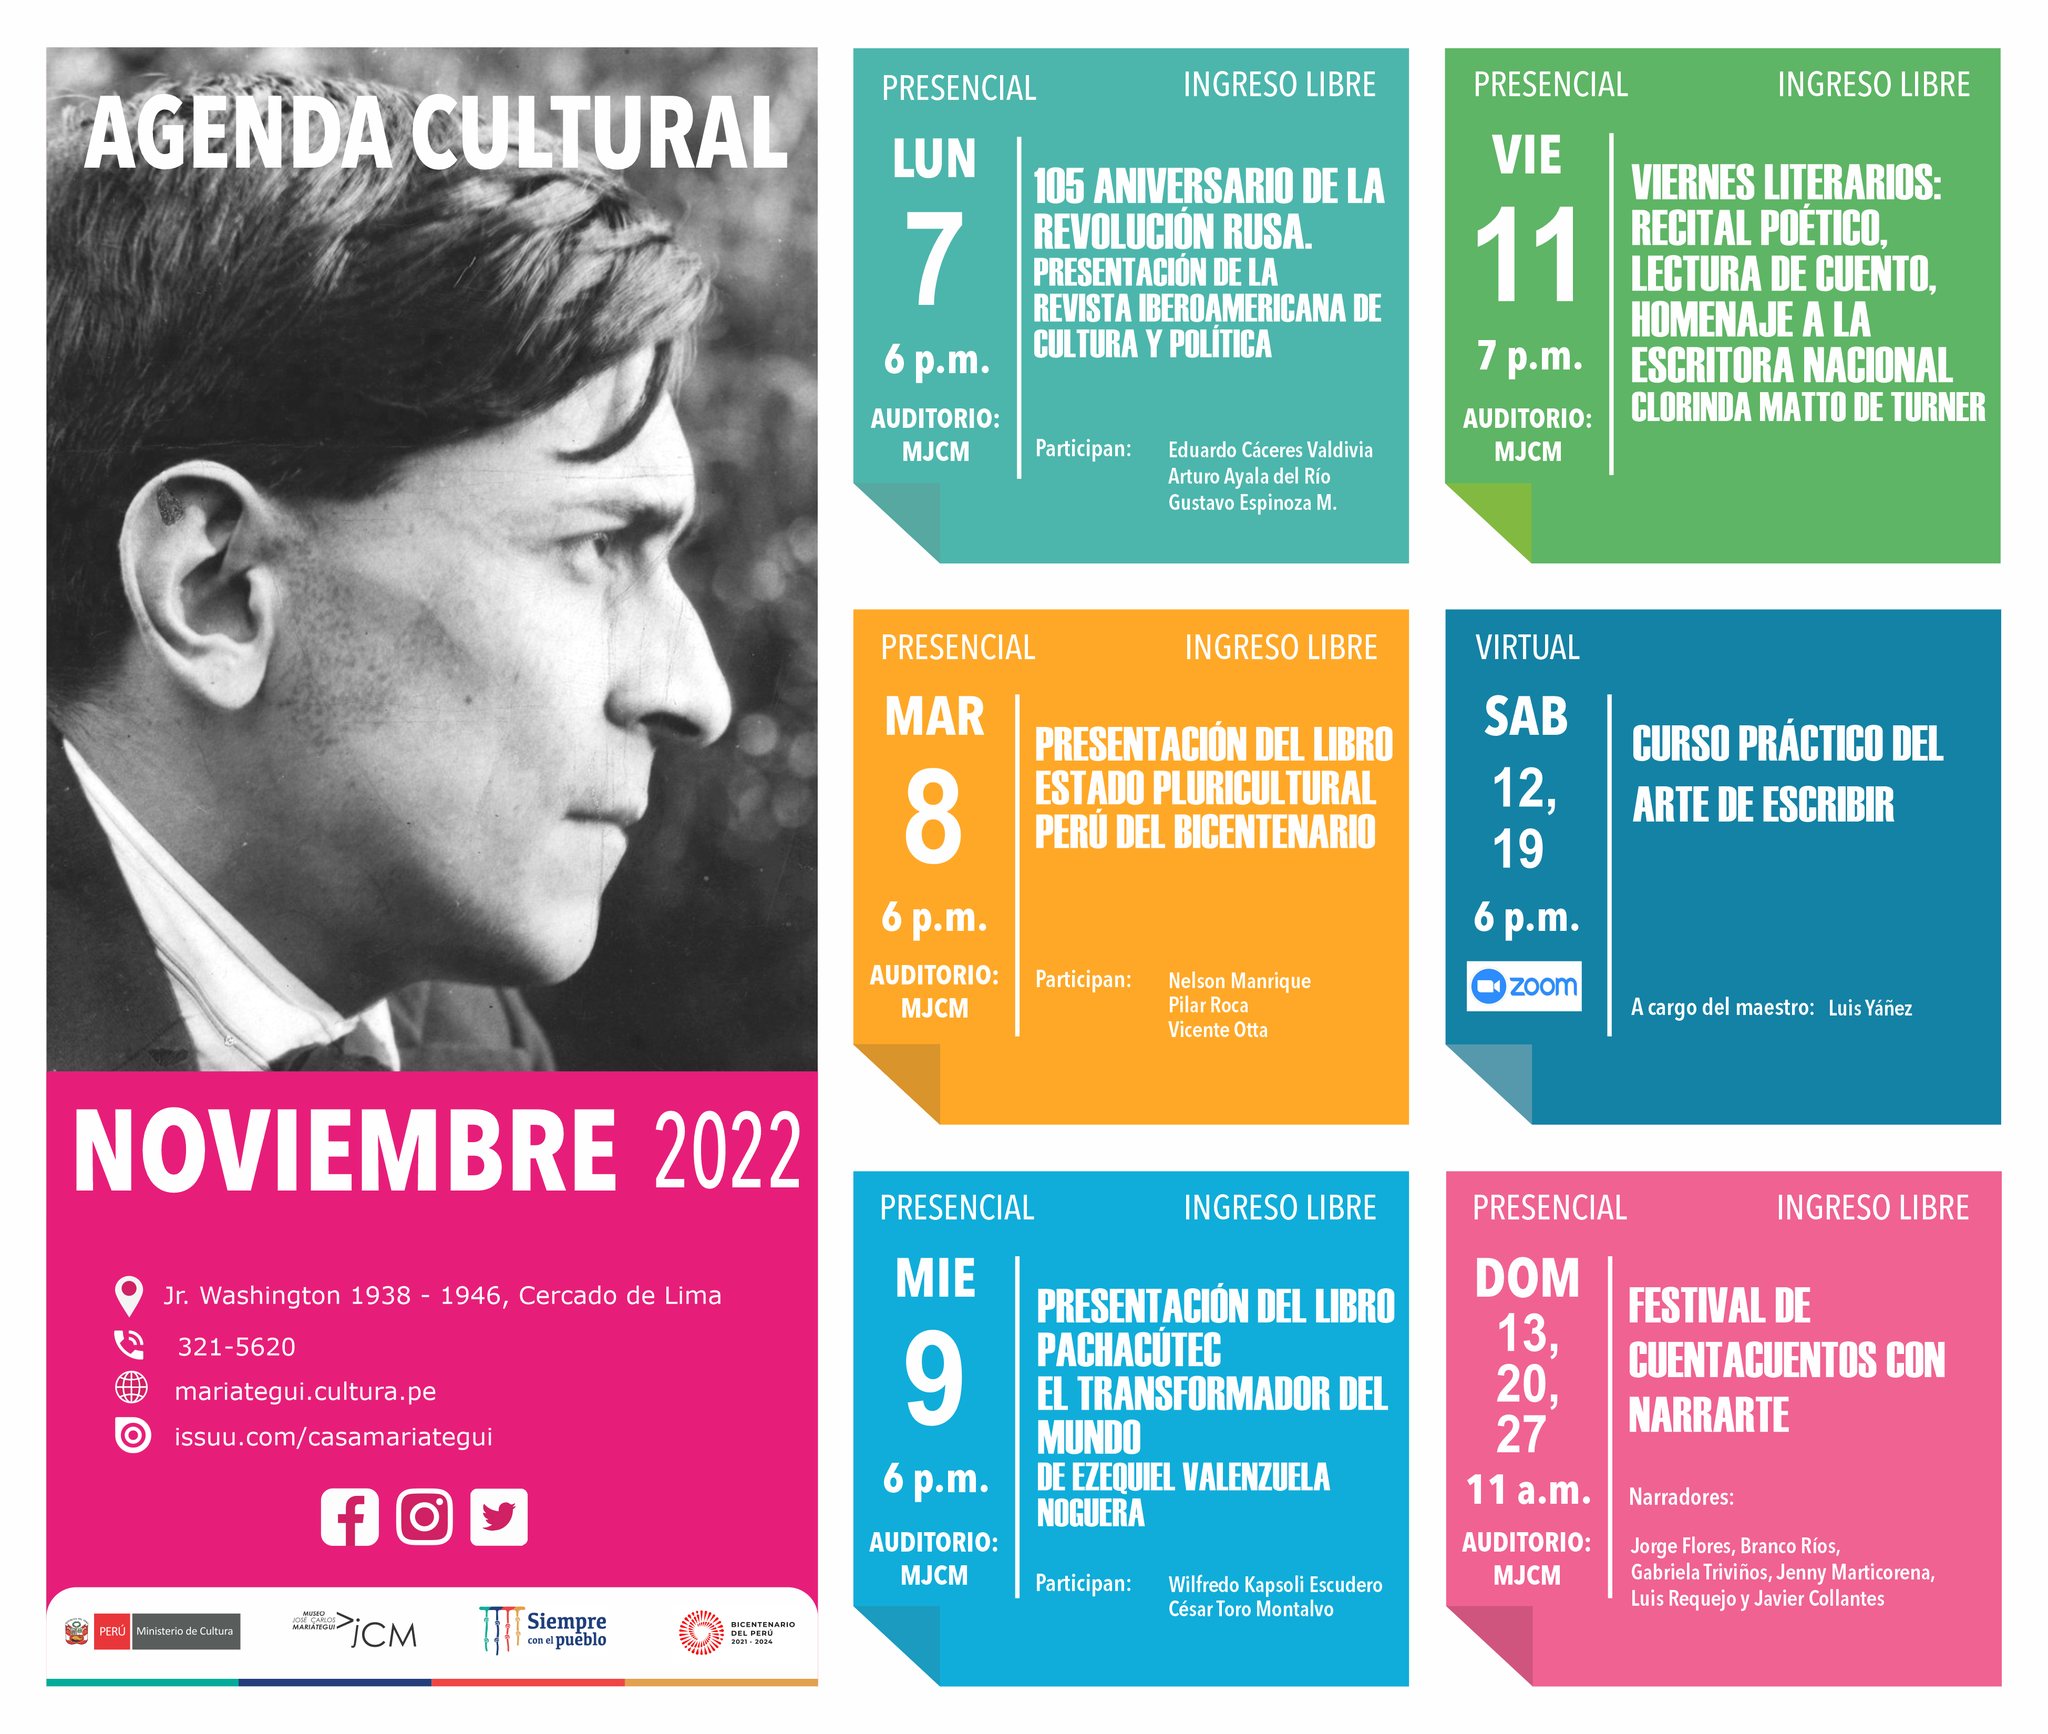 AGENDA CULTURAL
NOVIEMBRE 2022
Jr. Washington 1938 - 1946, Cercado de Lima
321-5620
mariategui.cultura.pe
issuu.com/casamariategui
PERÚ Ministerio de Cultura
MUSEO
JOSÉ CARLOS
MARIÁTEGUI
jCM
Siempre
con el pueblo
BICENTENARIO
DEL PERÚ
2021 - 2024
PRESENCIAL INGRESO LIBRE
LUN
7
6 p.m.
AUDITORIO:
MJCM
105 ANIVERSARIO DE LA
REVOLUCIÓN RUSA.
PRESENTACIÓN DE LA
REVISTA IBEROAMERICANA DE
CULTURA Y POLÍTICA
Participan: Eduardo Cáceres Valdivia
Arturo Ayala del Río
Gustavo Espinoza M.
PRESENCIAL INGRESO LIBRE
VIE
11
7 p.m.
AUDITORIO:
MJCM
VIERNES LITERARIOS:
RECITAL POÉTICO,
LECTURA DE CUENTO,
HOMENAJE A LA
ESCRITORA NACIONAL
CLORINDA MATTO DE TURNER
PRESENCIAL INGRESO LIBRE
MAR
8
6 p.m.
AUDITORIO:
MJCM
PRESENTACIÓN DEL LIBRO
ESTADO PLURICULTURAL
PERÚ DEL BICENTENARIO
Participan: Nelson Manrique
Pilar Roca
Vicente Otta
VIRTUAL
SAB
12,
19
6 p.m.
zoom
CURSO PRÁCTICO DEL
ARTE DE ESCRIBIR
A cargo del maestro: Luis Yáñez
PRESENCIAL INGRESO LIBRE
MIE
9
6 p.m.
AUDITORIO:
MJCM
PRESENTACIÓN DEL LIBRO
PACHACÚTEC
EL TRANSFORMADOR DEL
MUNDO
DE EZEQUIEL VALENZUELA
NOGUERA
Participan: Wilfredo Kapsoli Escudero
César Toro Montalvo
PRESENCIAL INGRESO LIBRE
DOM
13,
20,
27
11 a.m.
AUDITORIO:
MJCM
FESTIVAL DE
CUENTACUENTOS CON
NARRARTE
Narradores:
Jorge Flores, Branco Ríos,
Gabriela Triviños, Jenny Marticorena,
Luis Requejo y Javier Collantes